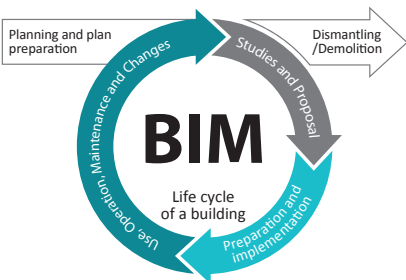 Planning and plan
preparation
Dismantling
/Demolition
Studies and Proposal
Use, Operation, Maintenance and Changes
BIM
Life cycle
of a building
Preparation and
implementation